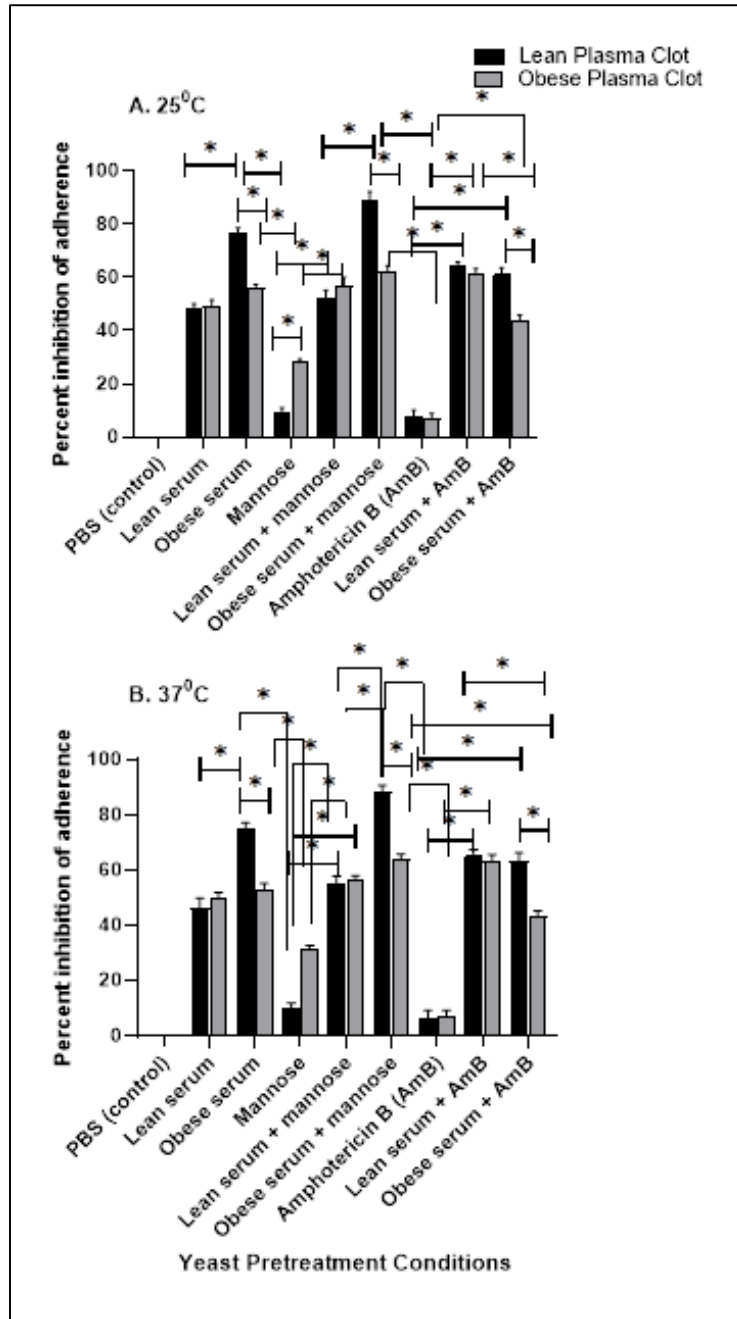 Lean Plasma Clot
Obese Plasma Clot
A. 25⁰C
Percent inhibition of adherence
100
80
60
40
20
0
* * * * * * * * * * * * * * * *
PBS (control)
Lean serum
Obese serum
Mannose
Lean serum + mannose
Obese serum + mannose
Amphotericin B (AmB)
Lean serum + AmB
Obese serum + AmB
B. 37⁰C
Percent inhibition of adherence
100
80
60
40
20
0
* * * * * * * * * * * * * * * * * *
PBS (control)
Lean serum
Obese serum
Mannose
Lean serum + mannose
Obese serum + mannose
Amphotericin B (AmB)
Lean serum + AmB
Obese serum + AmB
Yeast Pretreatment Conditions